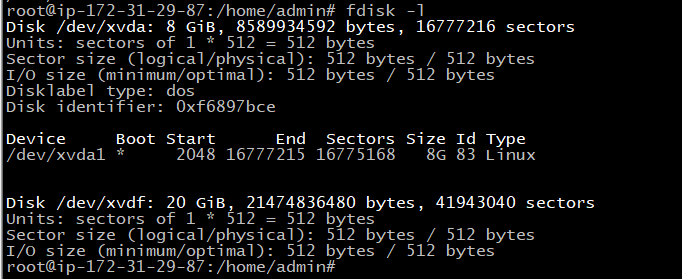 root@ip-172-31-29-87:/home/admin# fdisk -l
Disk /dev/xvda: 8 GiB, 8589934592 bytes, 16777216 sectors
Units: sectors of 1 * 512 = 512 bytes
Sector size (logical/physical): 512 bytes / 512 bytes
I/O size (minimum/optimal): 512 bytes / 512 bytes
Disklabel type: dos
Disk identifier: 0xf6897bce
Device     Boot Start      End  Sectors Size Id Type
/dev/xvda1 *     2048 16777215 16775168   8G 83 Linux
Disk /dev/xvdf: 20 GiB, 21474836480 bytes, 41943040 sectors
Units: sectors of 1 * 512 = 512 bytes
Sector size (logical/physical): 512 bytes / 512 bytes
I/O size (minimum/optimal): 512 bytes / 512 bytes
root@ip-172-31-29-87:/home/admin#